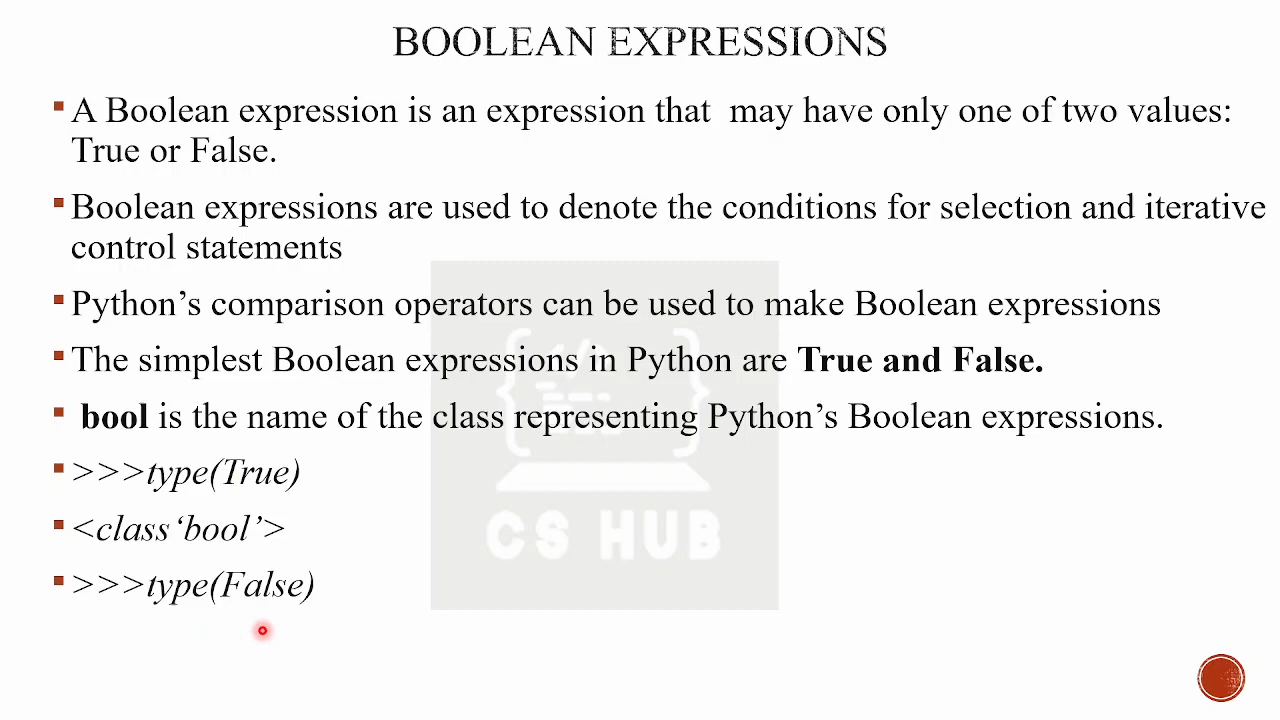 BOOLEAN EXPRESSIONS
A Boolean expression is an expression that may have only one of two values:
True or False.
Boolean expressions are used to denote the conditions for selection and iterative
control statements
Python’s comparison operators can be used to make Boolean expressions
The simplest Boolean expressions in Python are True and False.
bool is the name of the class representing Python’s Boolean expressions.
>>>type(True)
<class‘bool’>
>>>type(False)
CS HUB